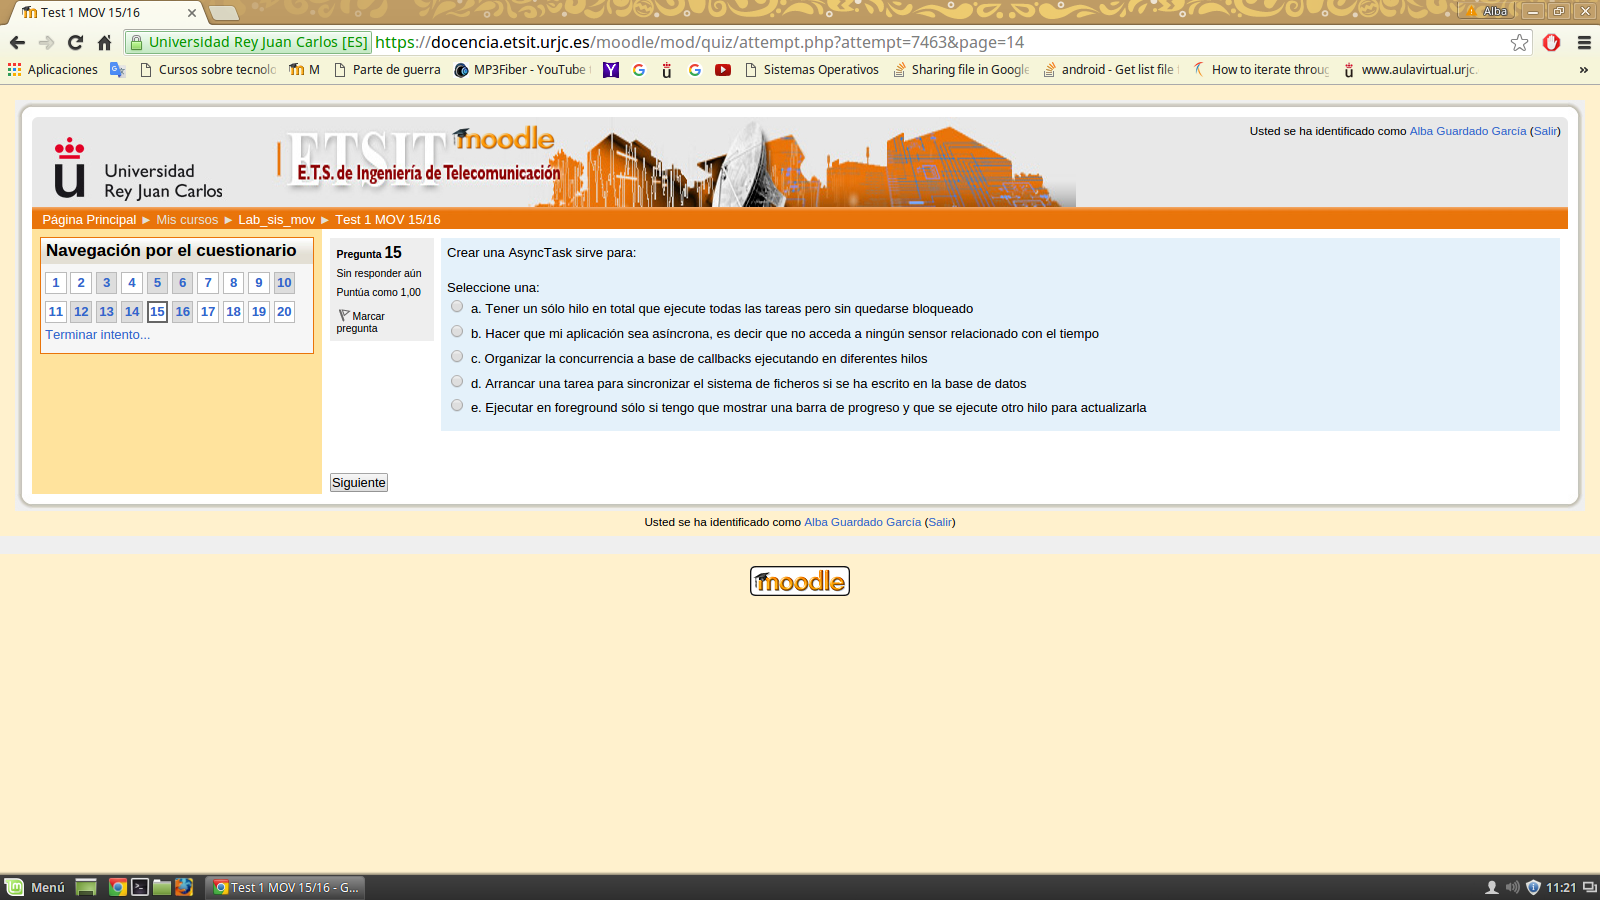 Test 1 MOV 15/16
Alba
Universidad Rey Juan Carlos [ES] https://docencia.etsit.urjc.es/moodle/mod/quiz/attempt.php?attempt=7463&page=14
Aplicaciones
Cursos sobre tecnolo
M
Parte de guerra
MP3Fiber - YouTube
Sistemas Operativos
Sharing file in Google
android - Get list file
How to iterate throug
www.aulavirtual.urjc.
»
Universidad
Rey Juan Carlos
ETSIT moodle
E.T.S. de Ingeniería de Telecomunicación
Usted se ha identificado como Alba Guardado García (Salir)
Página Principal ► Mis cursos ► Lab_sis_mov ► Test 1 MOV 15/16
Navegación por el cuestionario
1 2 3 4 5 6 7 8 9 10
11 12 13 14 15 16 17 18 19 20
Terminar intento...
Pregunta 15
Sin responder aún
Puntúa como 1,00
Marcar
pregunta
Crear una AsyncTask sirve para:
Seleccione una:
a. Tener un sólo hilo en total que ejecute todas las tareas pero sin quedarse bloqueado
b. Hacer que mi aplicación sea asíncrona, es decir que no acceda a ningún sensor relacionado con el tiempo
c. Organizar la concurrencia a base de callbacks ejecutando en diferentes hilos
d. Arrancar una tarea para sincronizar el sistema de ficheros si se ha escrito en la base de datos
e. Ejecutar en foreground sólo si tengo que mostrar una barra de progreso y que se ejecute otro hilo para actualizarla
Siguiente
Usted se ha identificado como Alba Guardado García (Salir)
moodle
Menú
Test 1 MOV 15/16 - G...
11:21